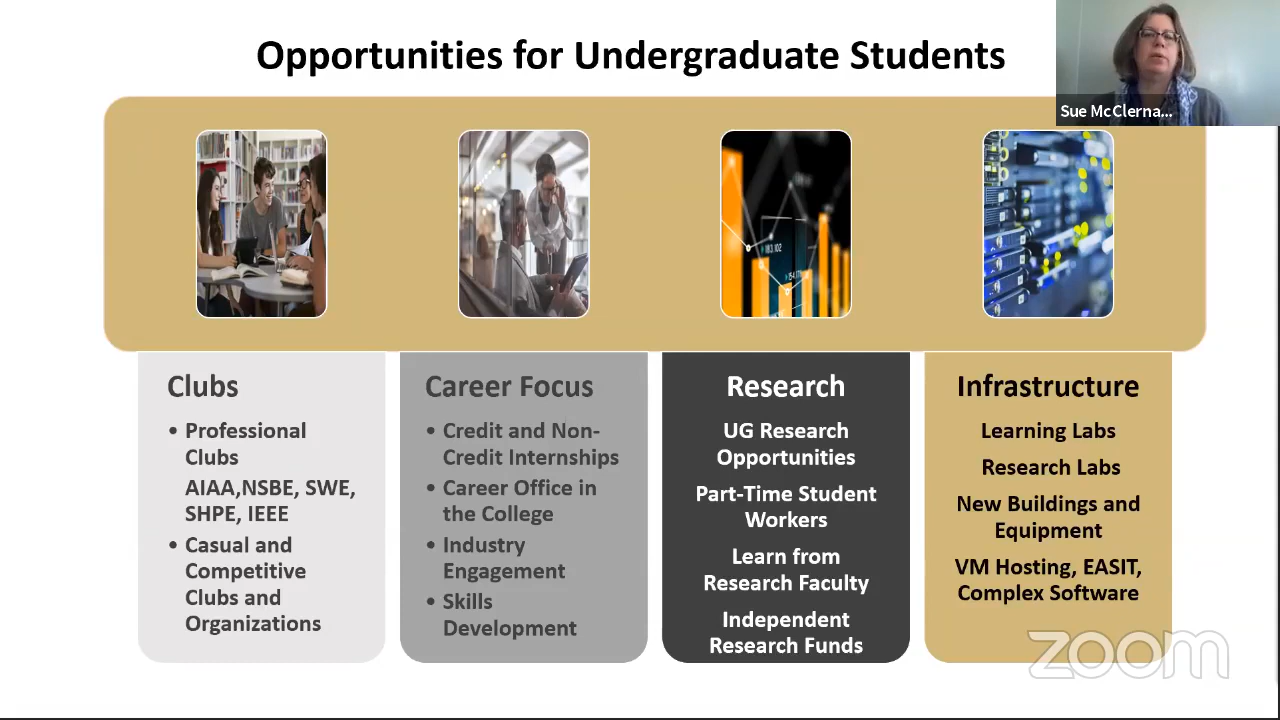 Opportunities for Undergraduate Students
Sue McClerna...
Clubs
• Professional
Clubs
AIAA,NSBE, SWE,
SHPE, IEEE
• Casual and
Competitive
Clubs and
Organizations
Career Focus
• Credit and Non-
Credit Internships
• Career Office in
the College
• Industry
Engagement
• Skills
Development
Research
UG Research
Opportunities
Part-Time Student
Workers
Learn from
Research Faculty
Independent
Research Funds
Infrastructure
Learning Labs
Research Labs
New Buildings and
Equipment
VM Hosting, EASIT,
Complex Software
zoom